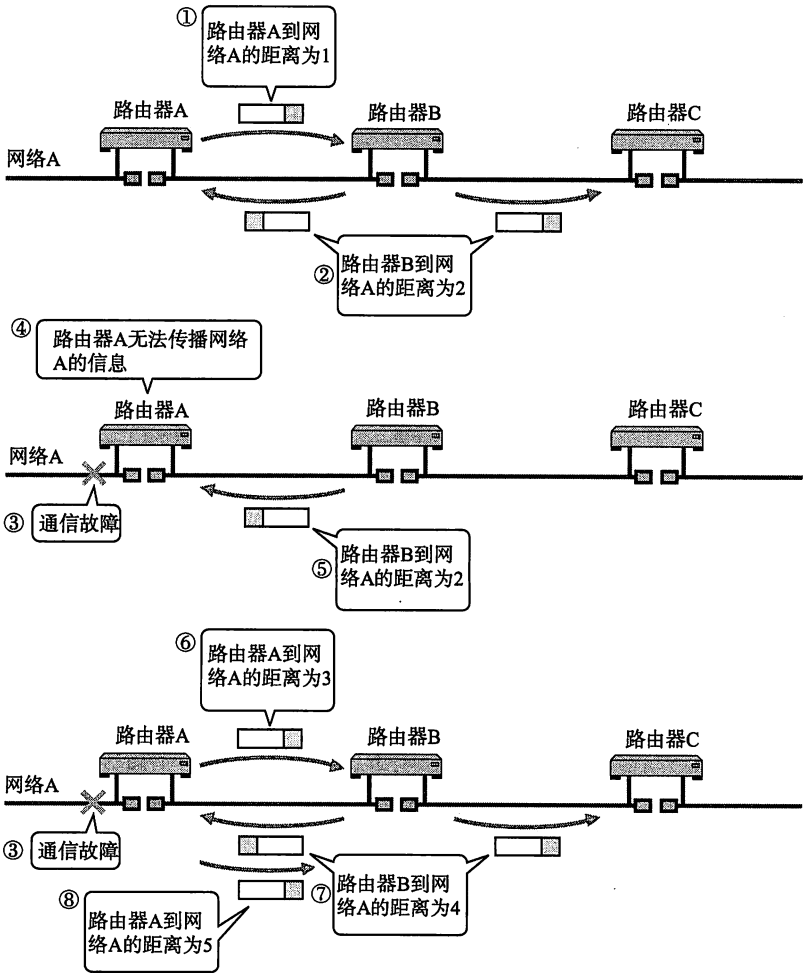 ①
路由器A到网
络A的距离为1
路由器A
路由器B
路由器C
网络A
②
路由器B到网
络A的距离为2
④
路由器A无法传播网络
A的信息
路由器A
路由器B
路由器C
网络A
③
通信故障
⑤
路由器B到网
络A的距离为2
⑥
路由器A到网
络A的距离为3
路由器A
路由器B
路由器C
网络A
③
通信故障
⑦
路由器B到网
络A的距离为4
⑧
路由器A到网
络A的距离为5